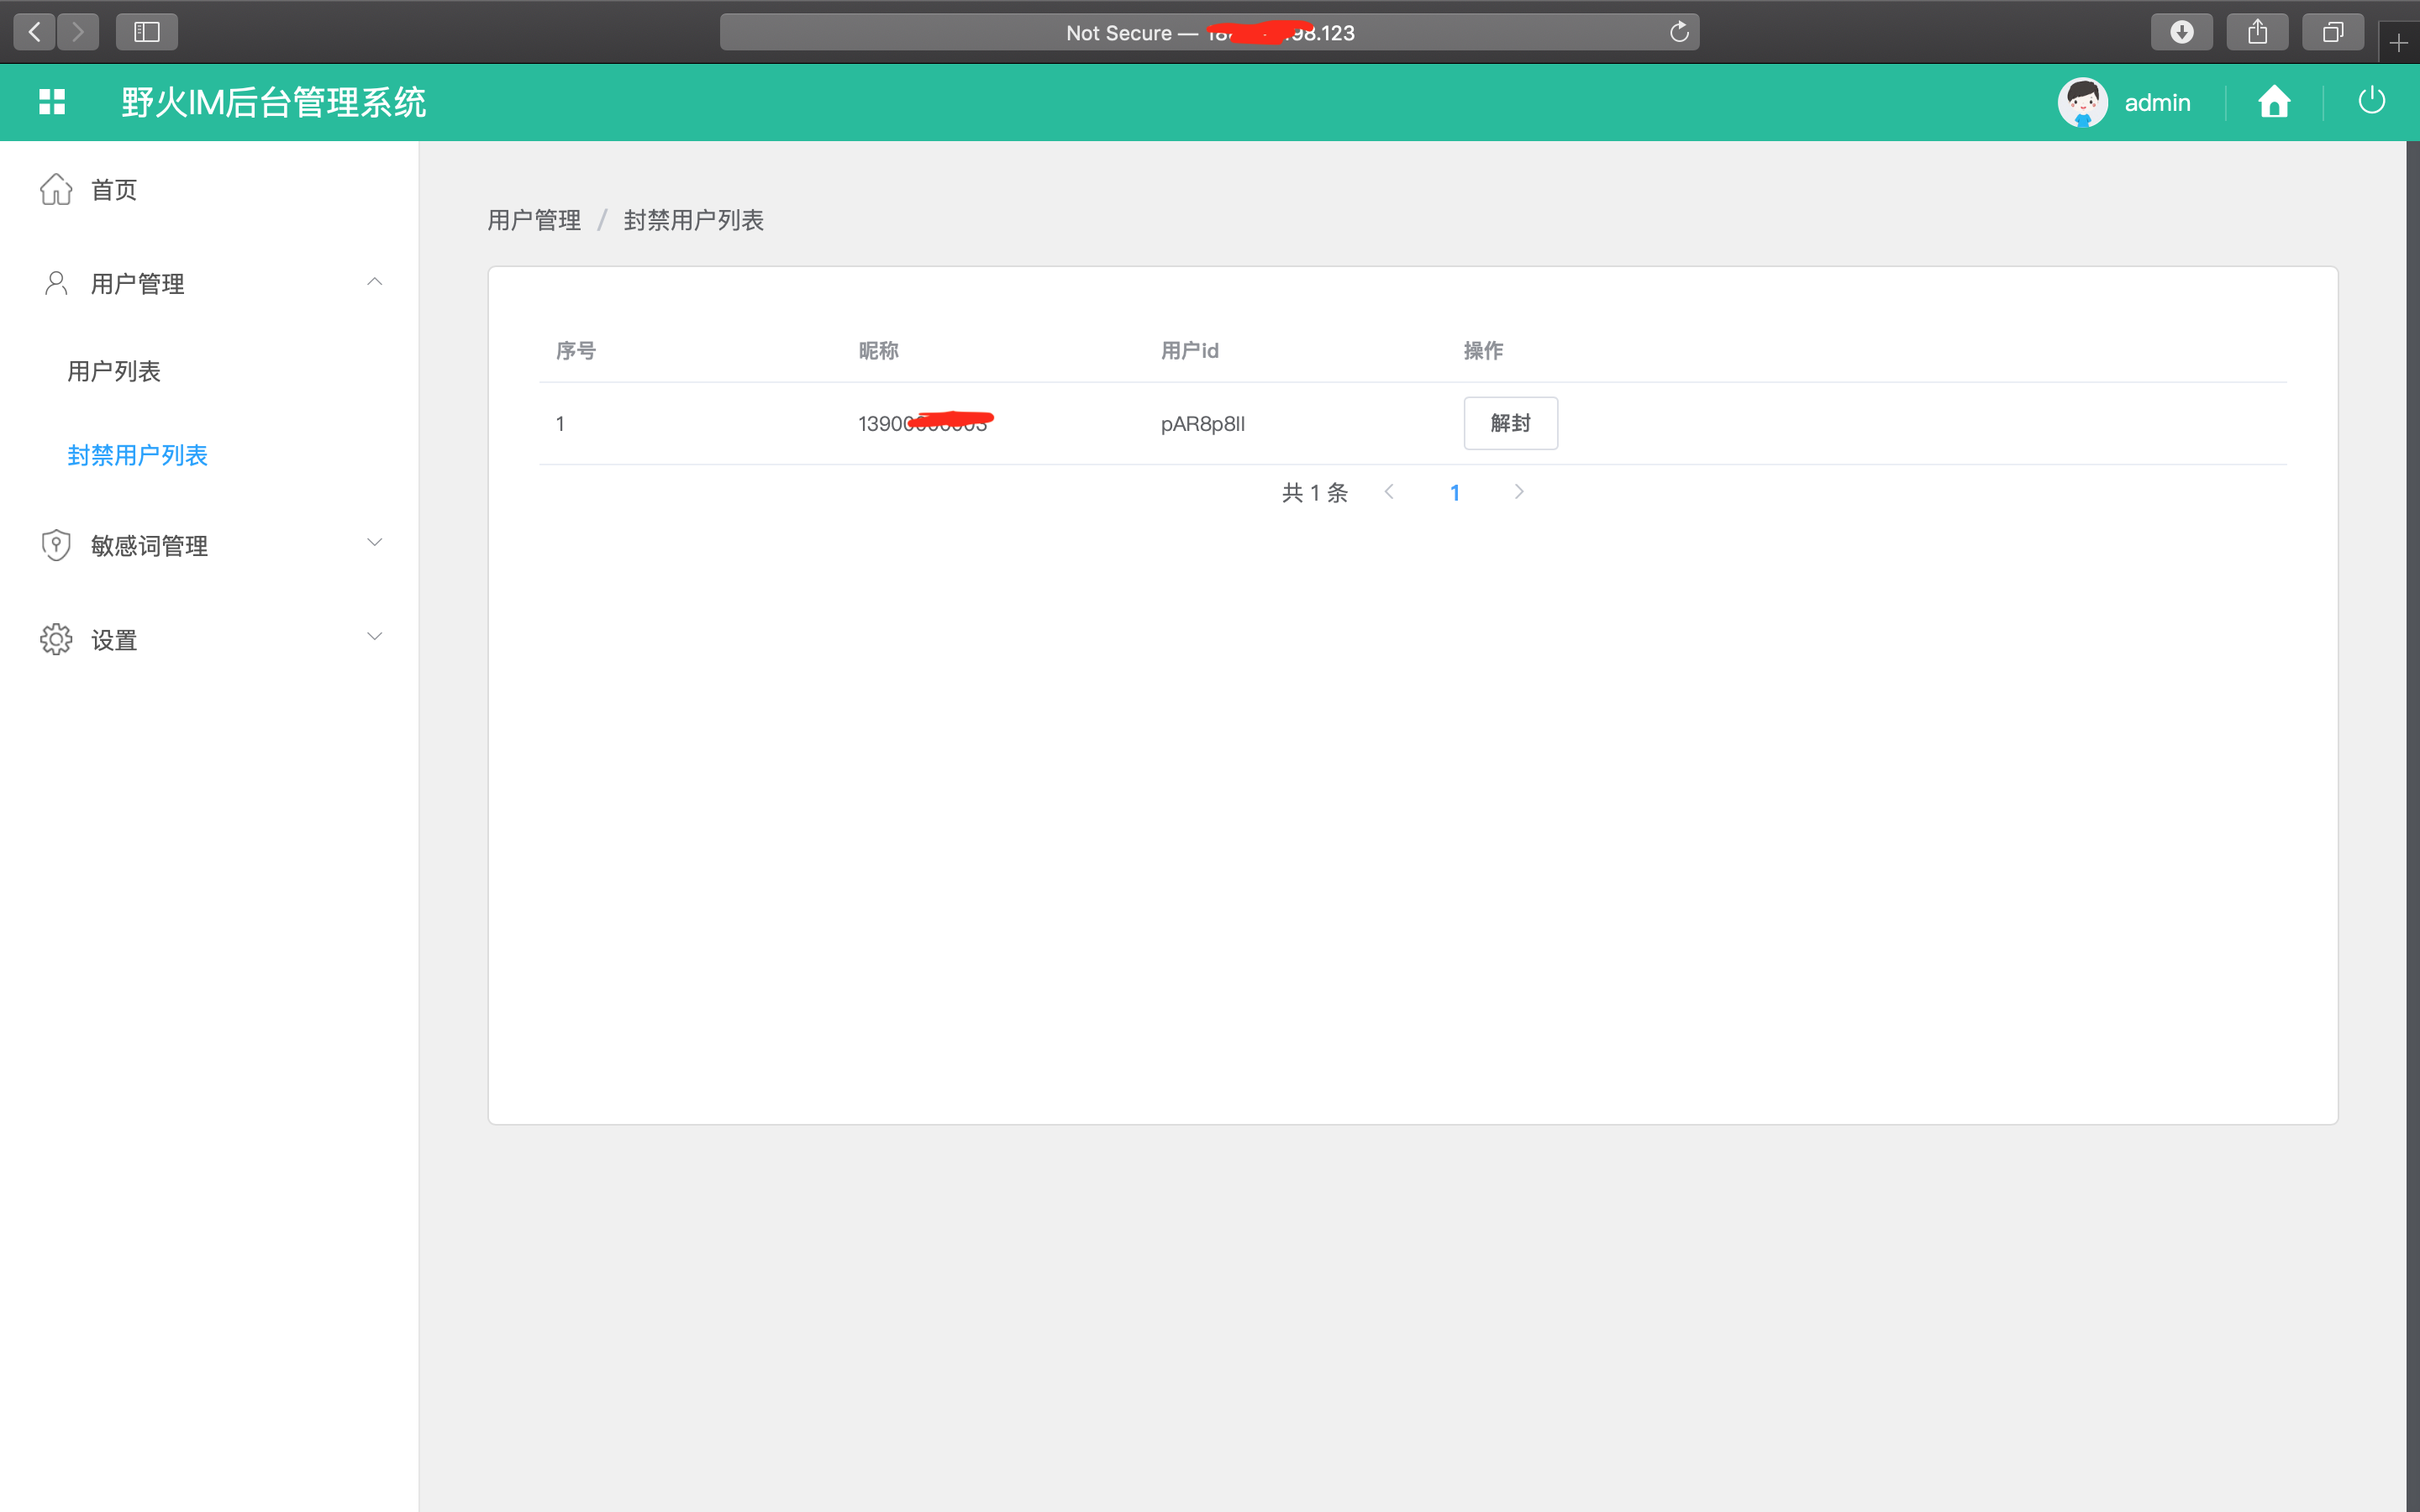 Not Secure — .123
野火IM后台管理系统
admin
首页
用户管理
用户列表
封禁用户列表
敏感词管理
设置
用户管理 / 封禁用户列表
序号 昵称 用户id 操作
1 13900 pAR8p8ll 解封
共 1 条 1